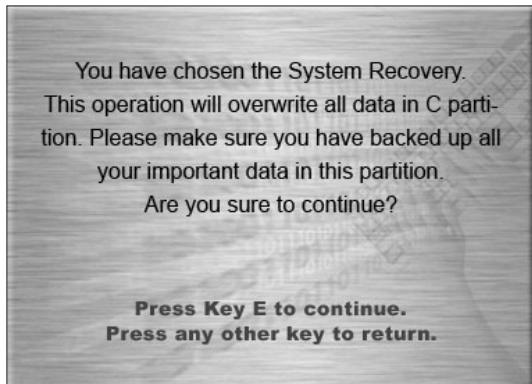 You have chosen the System Recovery.
This operation will overwrite all data in C parti-
tion. Please make sure you have backed up all
your important data in this partition.
Are you sure to continue?
Press Key E to continue.
Press any other key to return.